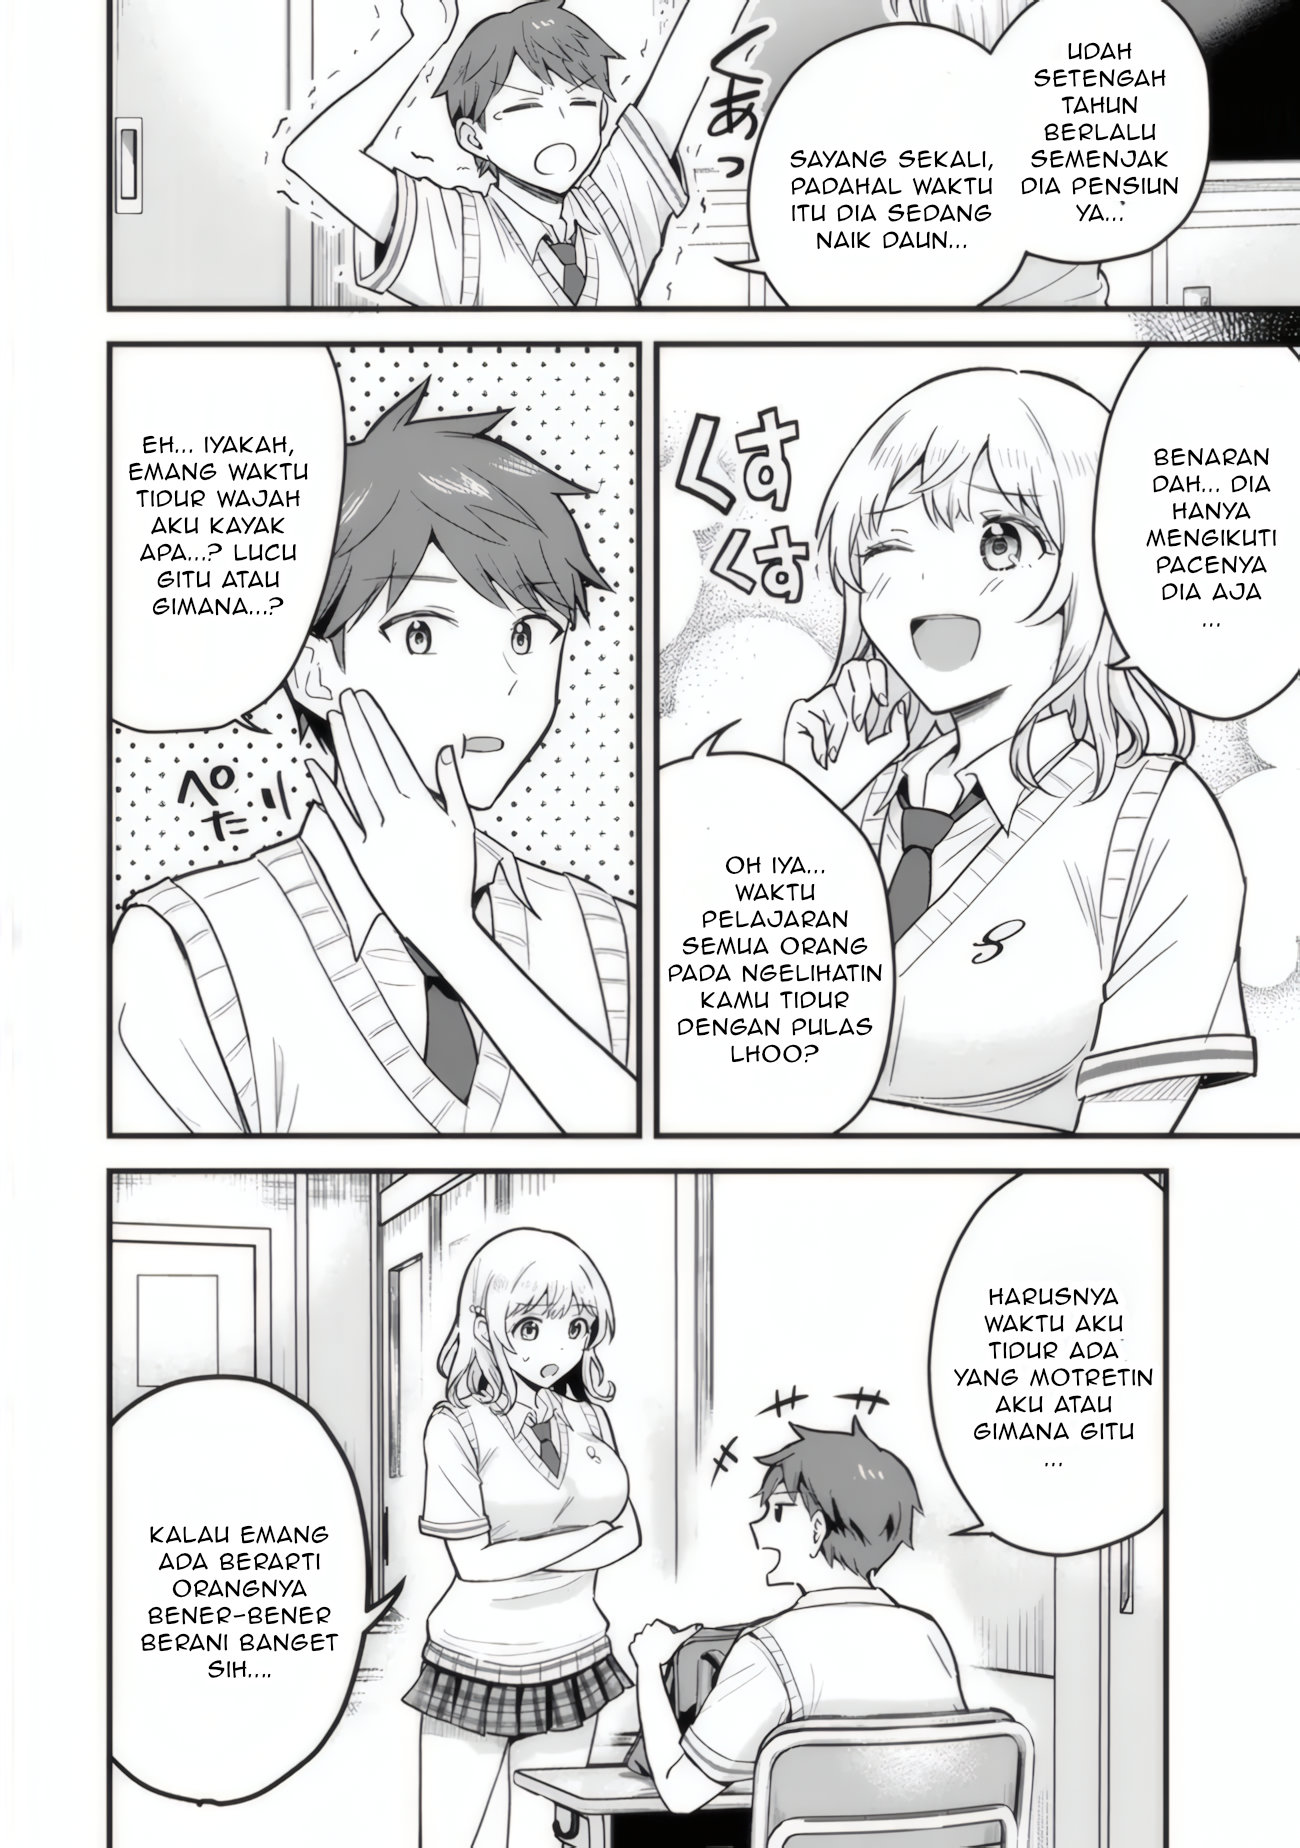 UDAH
SETENGAH
TAHUN
BERLALU
SEMENJAK
DIA PENSIUN
YA...
SAYANG SEKALI,
PADAHAL WAKTU
ITU DIA SEDANG
NAIK DAUN...
くあっ
BENARAN
DAH... DIA
HANYA
MENGIKUTI
PACENYA
DIA AJA
...
くす
くす
OH IYA...
WAKTU
PELAJARAN
SEMUA ORANG
PADA NGELIHATIN
KAMU TIDUR
DENGAN PULAS
LHOO?
EH... IYAKAH,
EMANG WAKTU
TIDUR WAJAH
AKU KAYAK
APA...? LUCU
GITU ATAU
GIMANA...?
ペたり
HARUSNYA
WAKTU AKU
TIDUR ADA
YANG MOTRETIN
AKU ATAU
GIMANA GITU
...
KALAU EMANG
ADA BERARTI
ORANGNYA
BENER-BENER
BERANI BANGET
SIH....